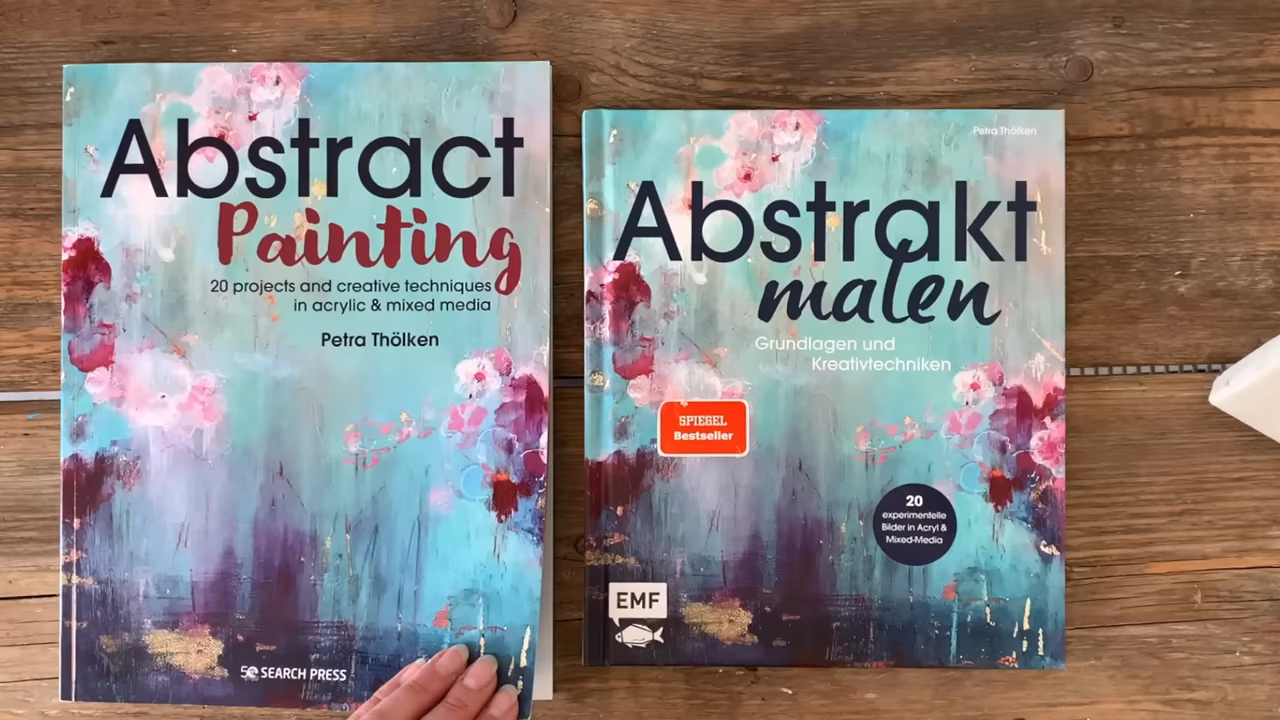 Abstract
Painting
20 projects and creative techniques
in acrylic & mixed media
Petra Thölken
50 SEARCH PRESS
Petra Thölken
Abstrakt
malen
Grundlagen und
Kreativtechniken
SPIEGEL
Bestseller
20
experimentelle
Bilder in Acryl &
Mixed-Media
EMF